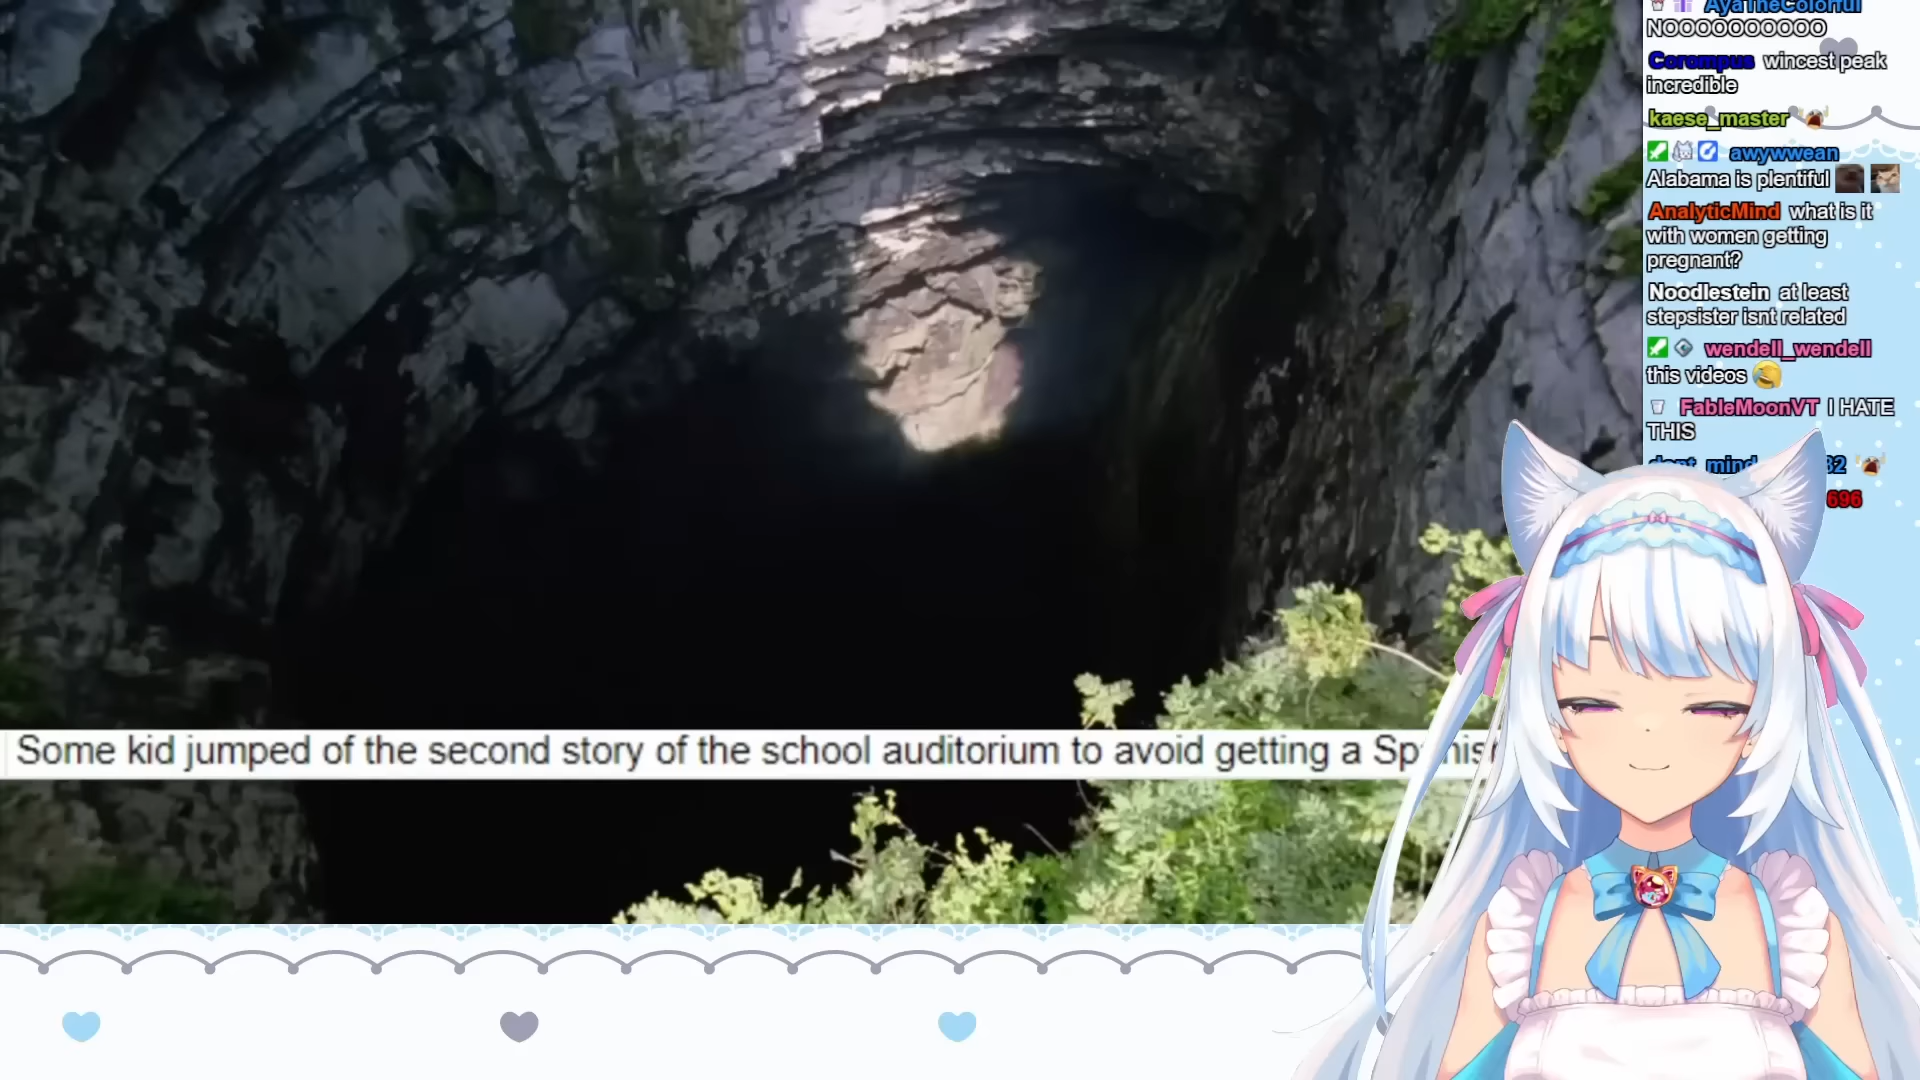 AyaTheColorful
NOOOOOOOOOO
Corompus wincest peak
incredible
kaese_master
awywwean
Alabama is plentiful
AnalyticMind what is it
with women getting
pregnant?
Noodlestein at least
stepsister isnt related
wendell_wendell
this videos
FableMoonVT I HATE
THIS
696
Some kid jumped of the second story of the school auditorium to avoid getting a